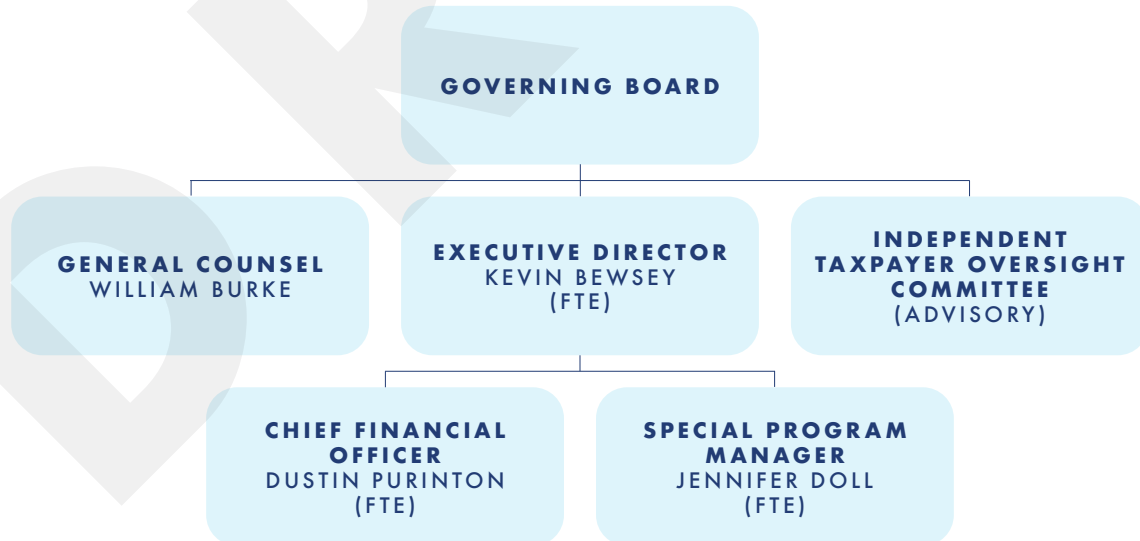 GOVERNING BOARD
GENERAL COUNSEL
WILLIAM BURKE
EXECUTIVE DIRECTOR
KEVIN BEWSEY
(FTE)
INDEPENDENT
TAXPAYER OVERSIGHT
COMMITTEE
(ADVISORY)
CHIEF FINANCIAL
OFFICER
DUSTIN PURINTON
(FTE)
SPECIAL PROGRAM
MANAGER
JENNIFER DOLL
(FTE)